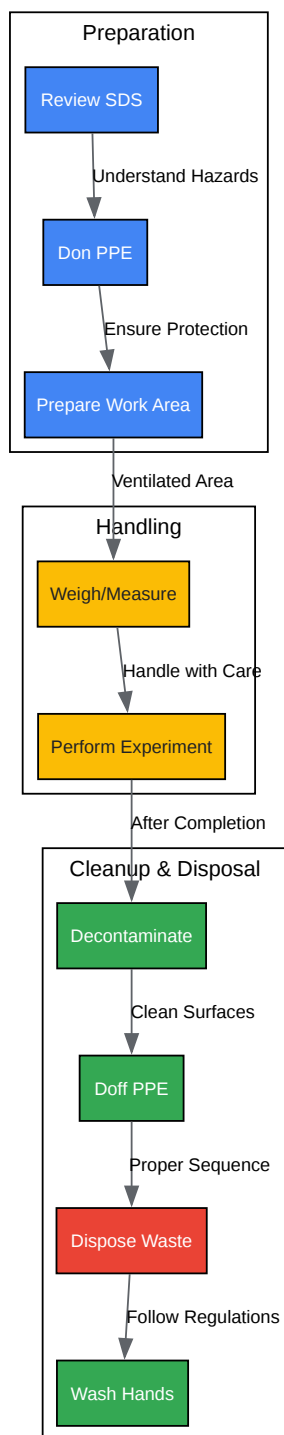 Preparation
Review SDS
Understand Hazards
Don PPE
Ensure Protection
Prepare Work Area
Ventilated Area
Handling
Weigh/Measure
Handle with Care
Perform Experiment
After Completion
Cleanup & Disposal
Decontaminate
Clean Surfaces
Doff PPE
Proper Sequence
Dispose Waste
Follow Regulations
Wash Hands